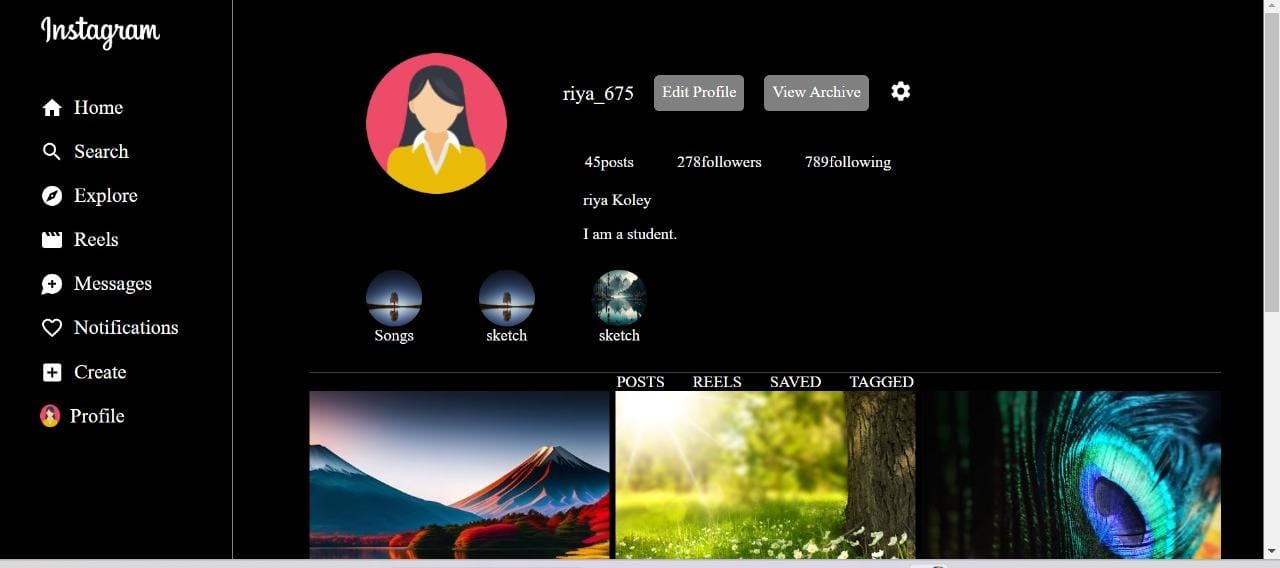 Instagram
Home
Search
Explore
Reels
Messages
Notifications
Create
Profile
riya_675 Edit Profile View Archive
45posts 278followers 789following
riya Koley
I am a student.
Songs sketch sketch
POSTS REELS SAVED TAGGED